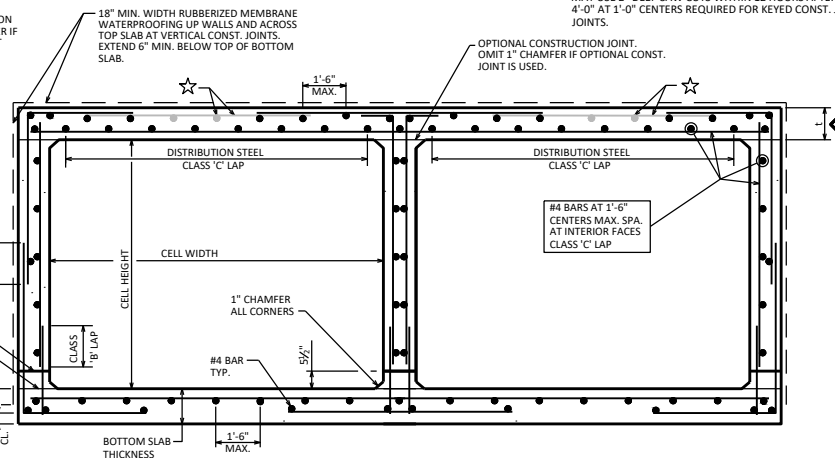 ON
R IF
18" MIN. WIDTH RUBBERIZED MEMBRANE
WATERPROOFING UP WALLS AND ACROSS
TOP SLAB AT VERTICAL CONST. JOINTS.
EXTEND 6" MIN. BELOW TOP OF BOTTOM
SLAB.
4'-0" AT 1'-0" CENTERS REQUIRED FOR KEYED CONST.
JOINTS.
OPTIONAL CONSTRUCTION JOINT.
OMIT 1" CHAMFER IF OPTIONAL CONST.
JOINT IS USED.
1'-6"
MAX.
t
DISTRIBUTION STEEL
CLASS 'C' LAP
DISTRIBUTION STEEL
CLASS 'C' LAP
#4 BARS AT 1'-6"
CENTERS MAX. SPA.
AT INTERIOR FACES
CLASS 'C' LAP
CELL WIDTH
CELL HEIGHT
1" CHAMFER
ALL CORNERS
CLASS
'B' LAP
5½"
#4 BAR
TYP.
CL.
BOTTOM SLAB
THICKNESS
1'-6"
MAX.